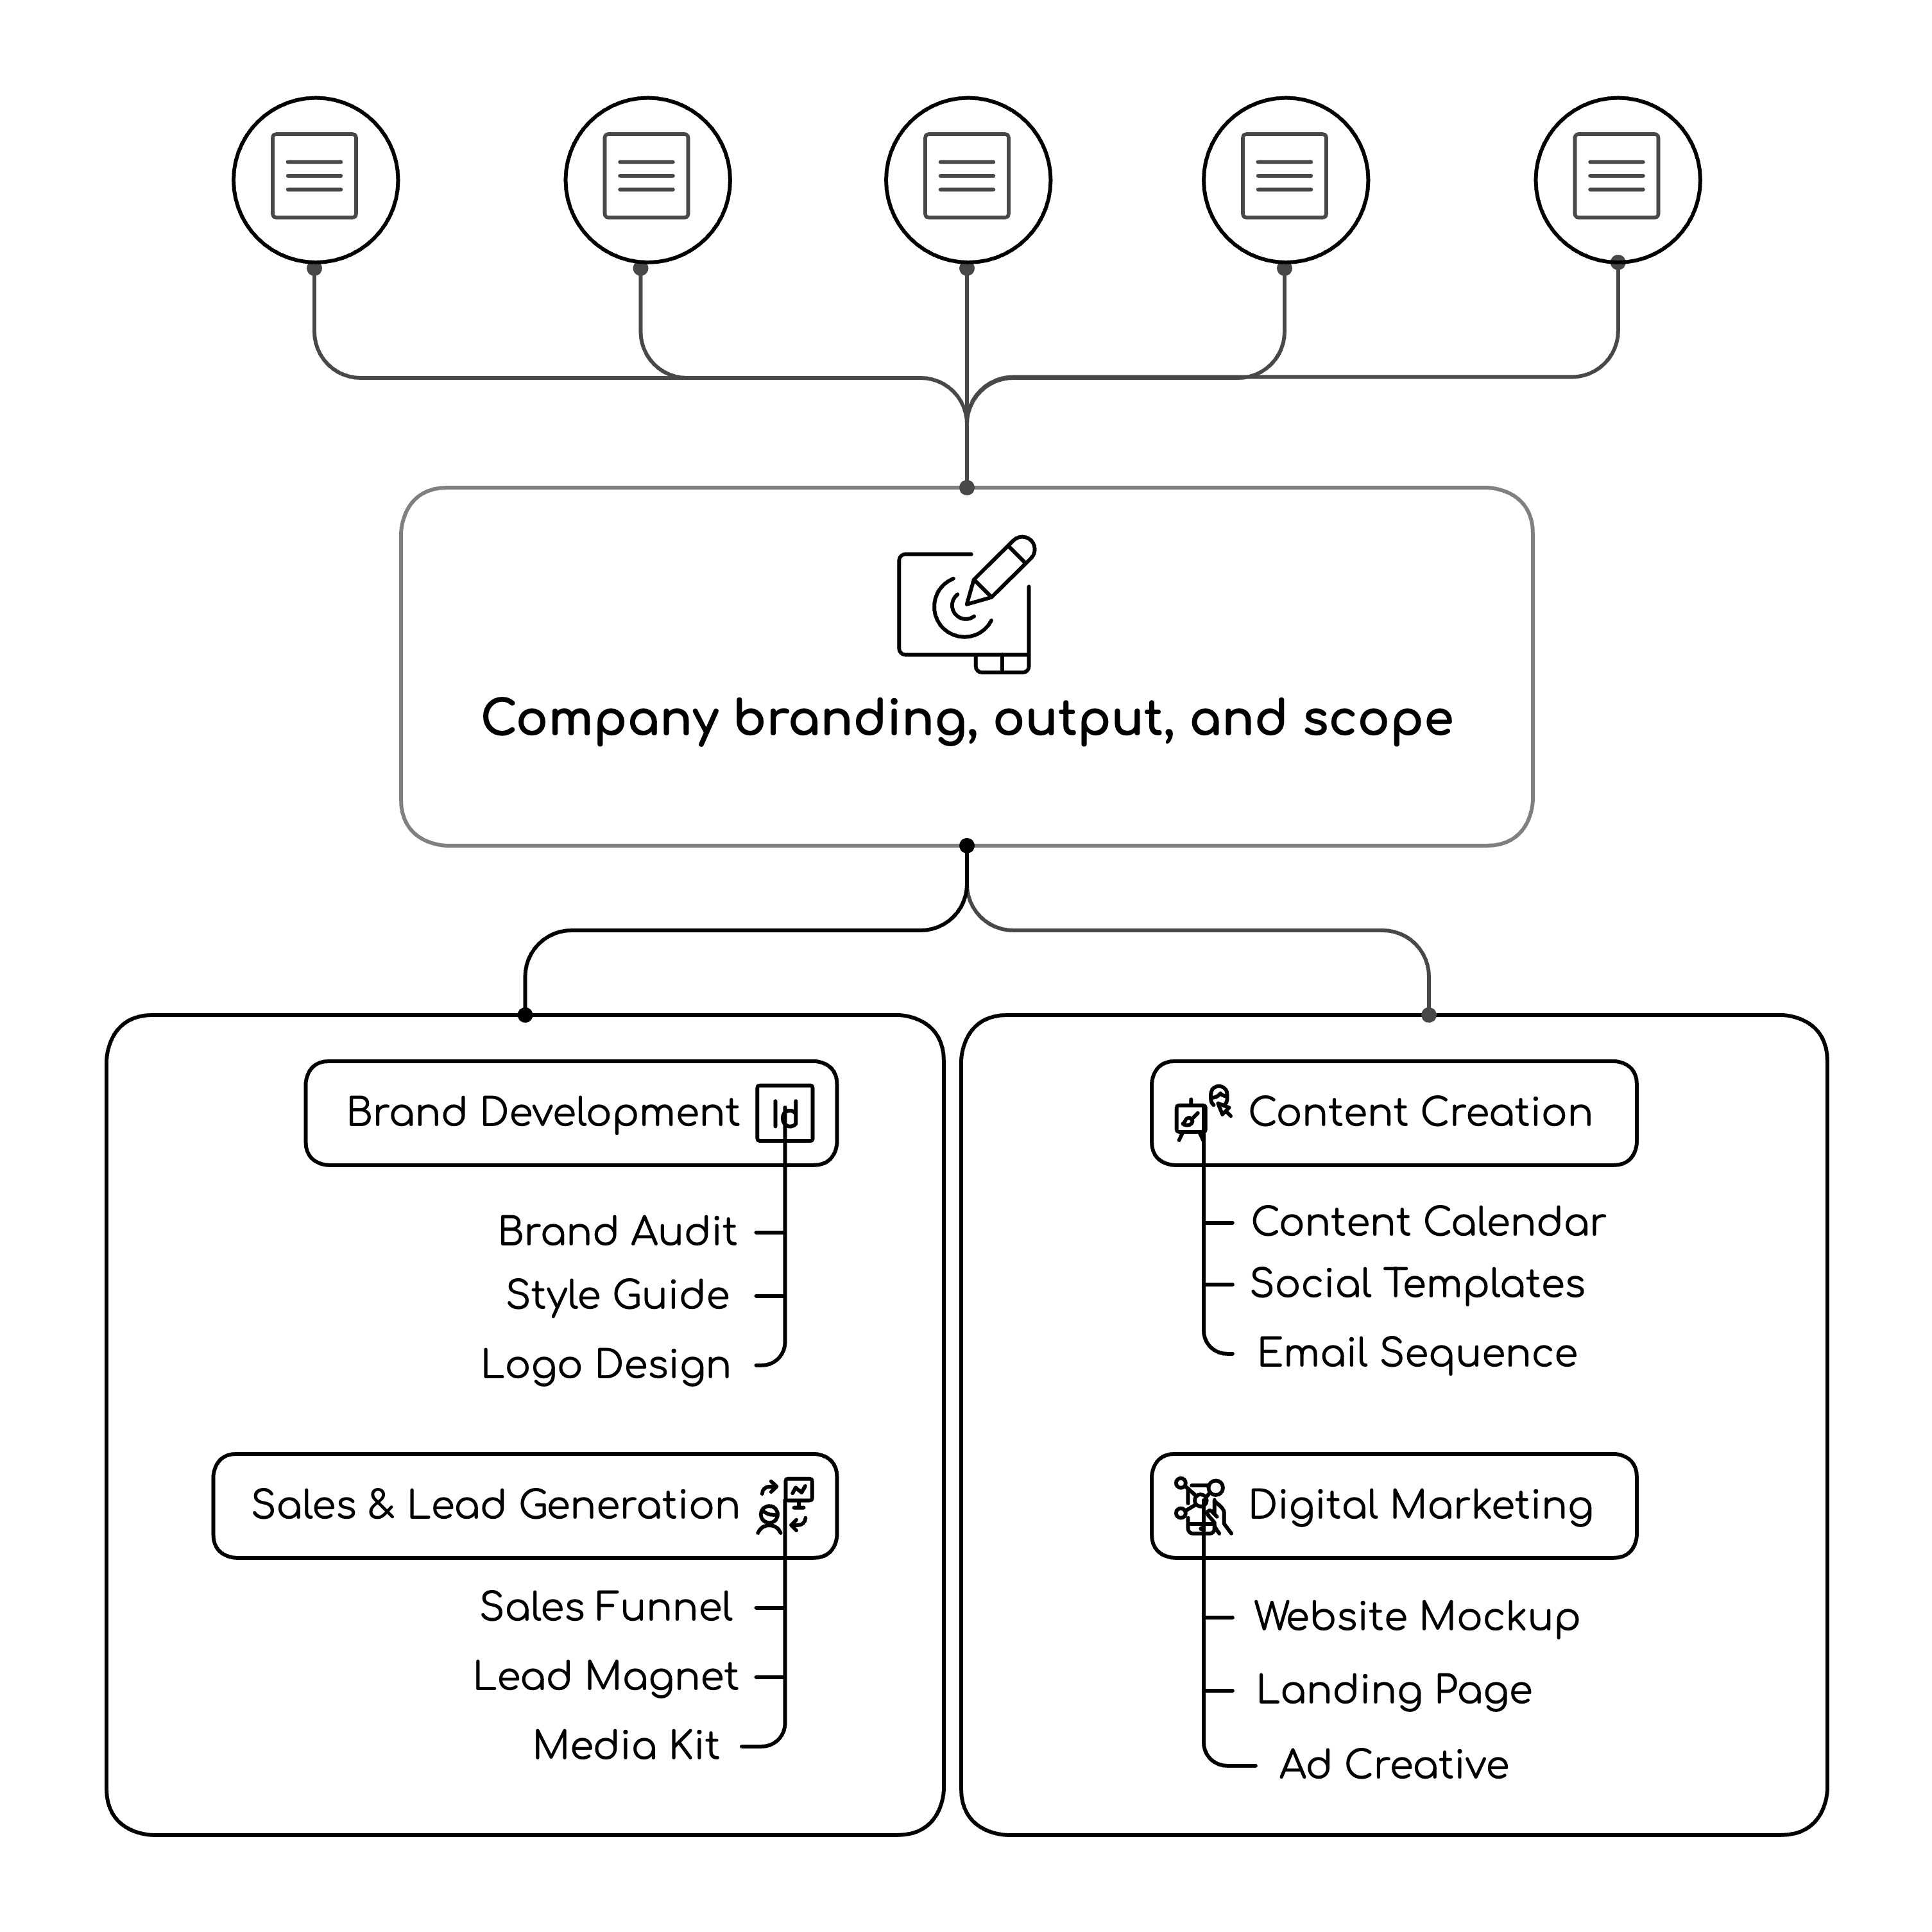 Company branding, output, and scope
Brand Development
Brand Audit
Style Guide
Logo Design
Sales & Lead Generation
Sales Funnel
Lead Magnet
Media Kit
Content Creation
Content Calendar
Social Templates
Email Sequence
Digital Marketing
Website Mockup
Landing Page
Ad Creative